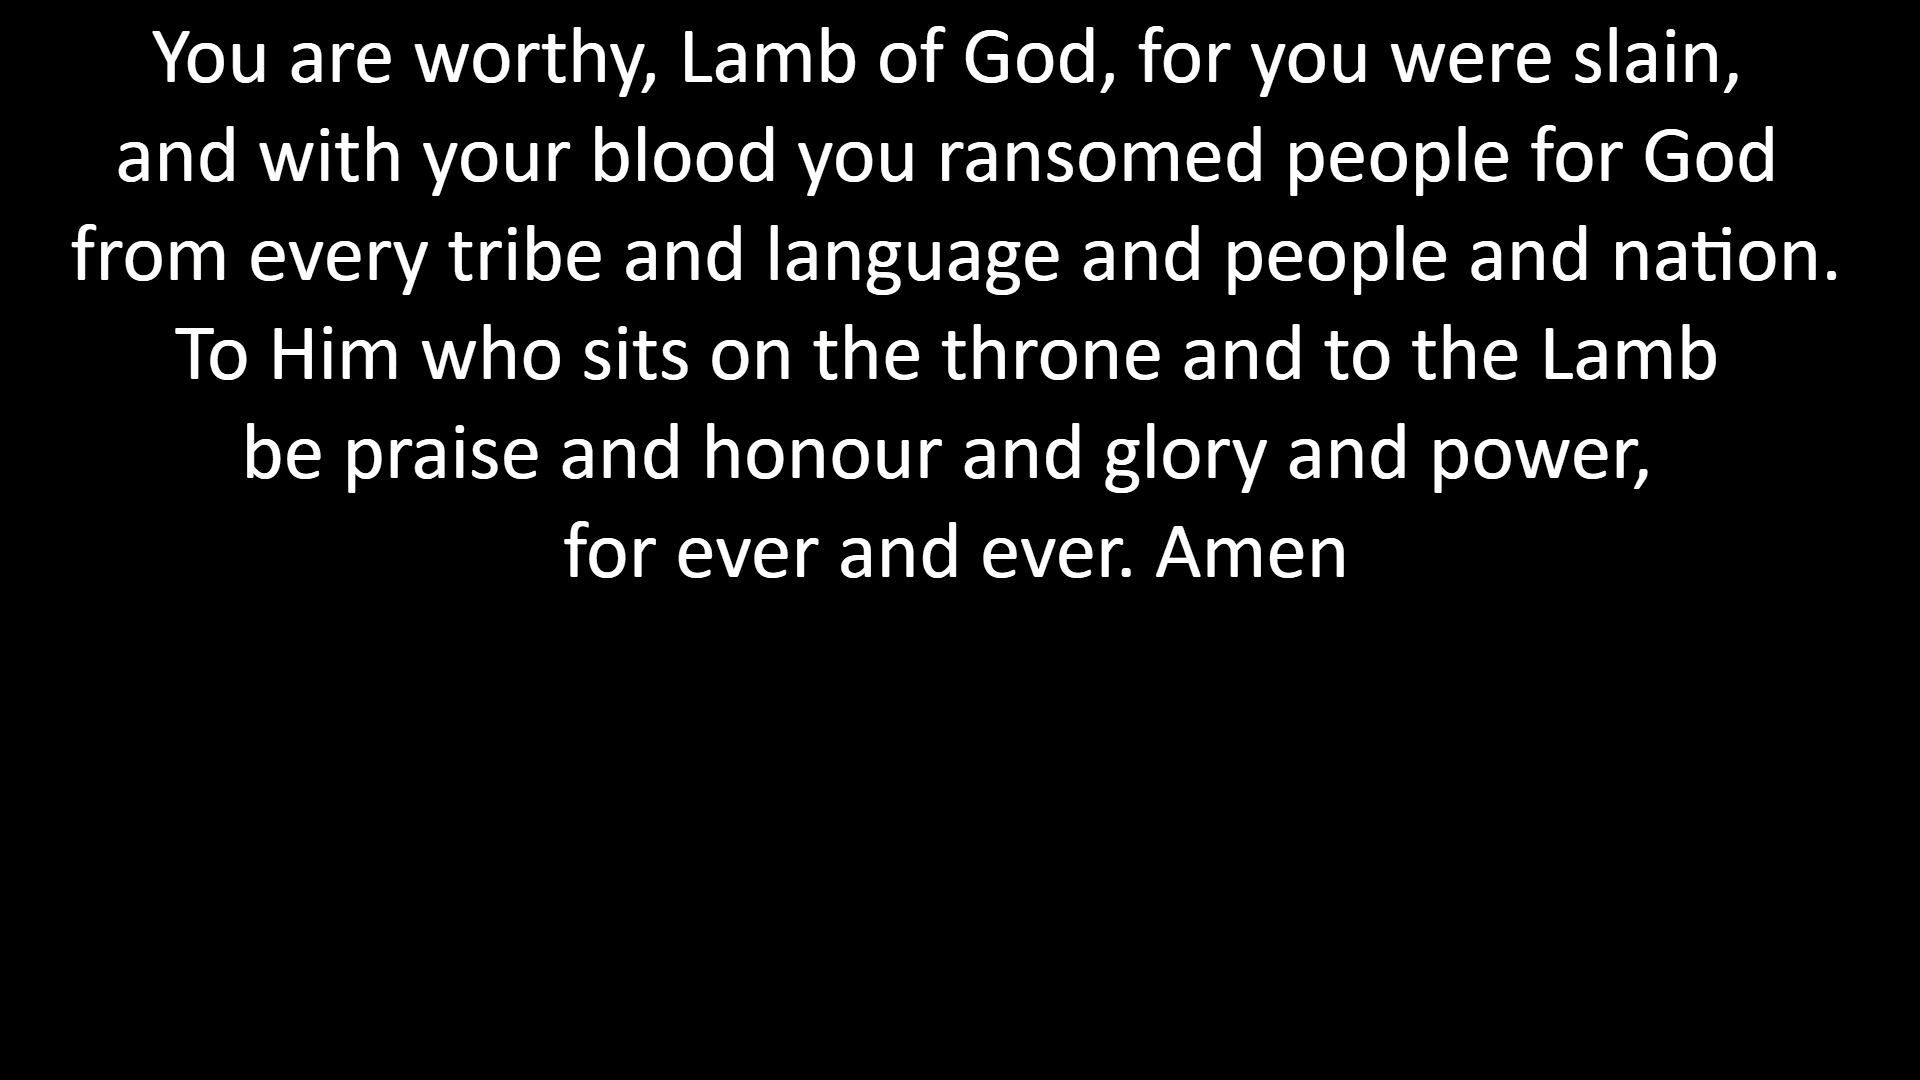 You are worthy, Lamb of God, for you were slain,
and with your blood you ransomed people for God
from every tribe and language and people and nation.
To Him who sits on the throne and to the Lamb
be praise and honour and glory and power,
for ever and ever. Amen